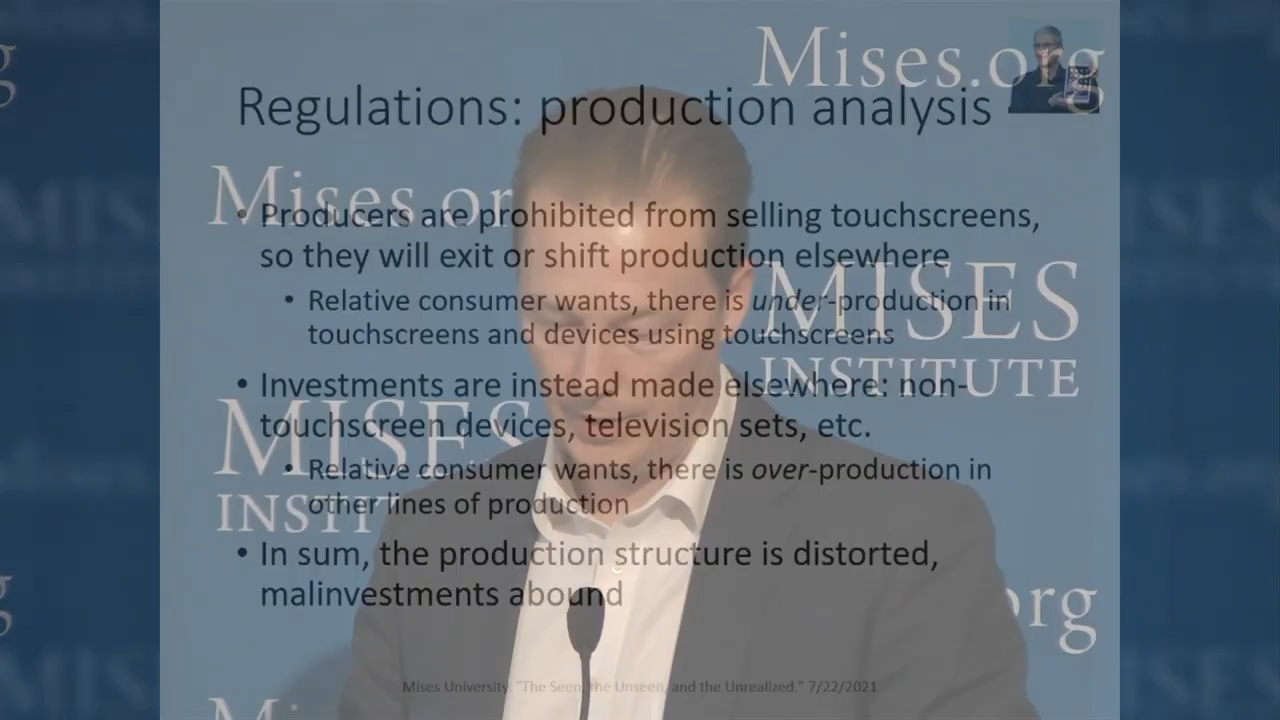 Mises.org
Regulations: production analysis
Mises.or
• Producers are prohibited from selling touchscreens,
so they will exit or shift production elsewhere
• Relative consumer wants, there is under-production in
touchscreens and devices using touchscreens
MISES
INSTITUTE
• Investments are instead made elsewhere: non-
touchscreen devices, television sets, etc.
MISES
INSTIT
• Relative consumer wants, there is over-production in
other lines of production
• In sum, the production structure is distorted,
malinvestments abound
org
Mises University. "The Seen, the Unseen, and the Unrealized." 7/22/2021